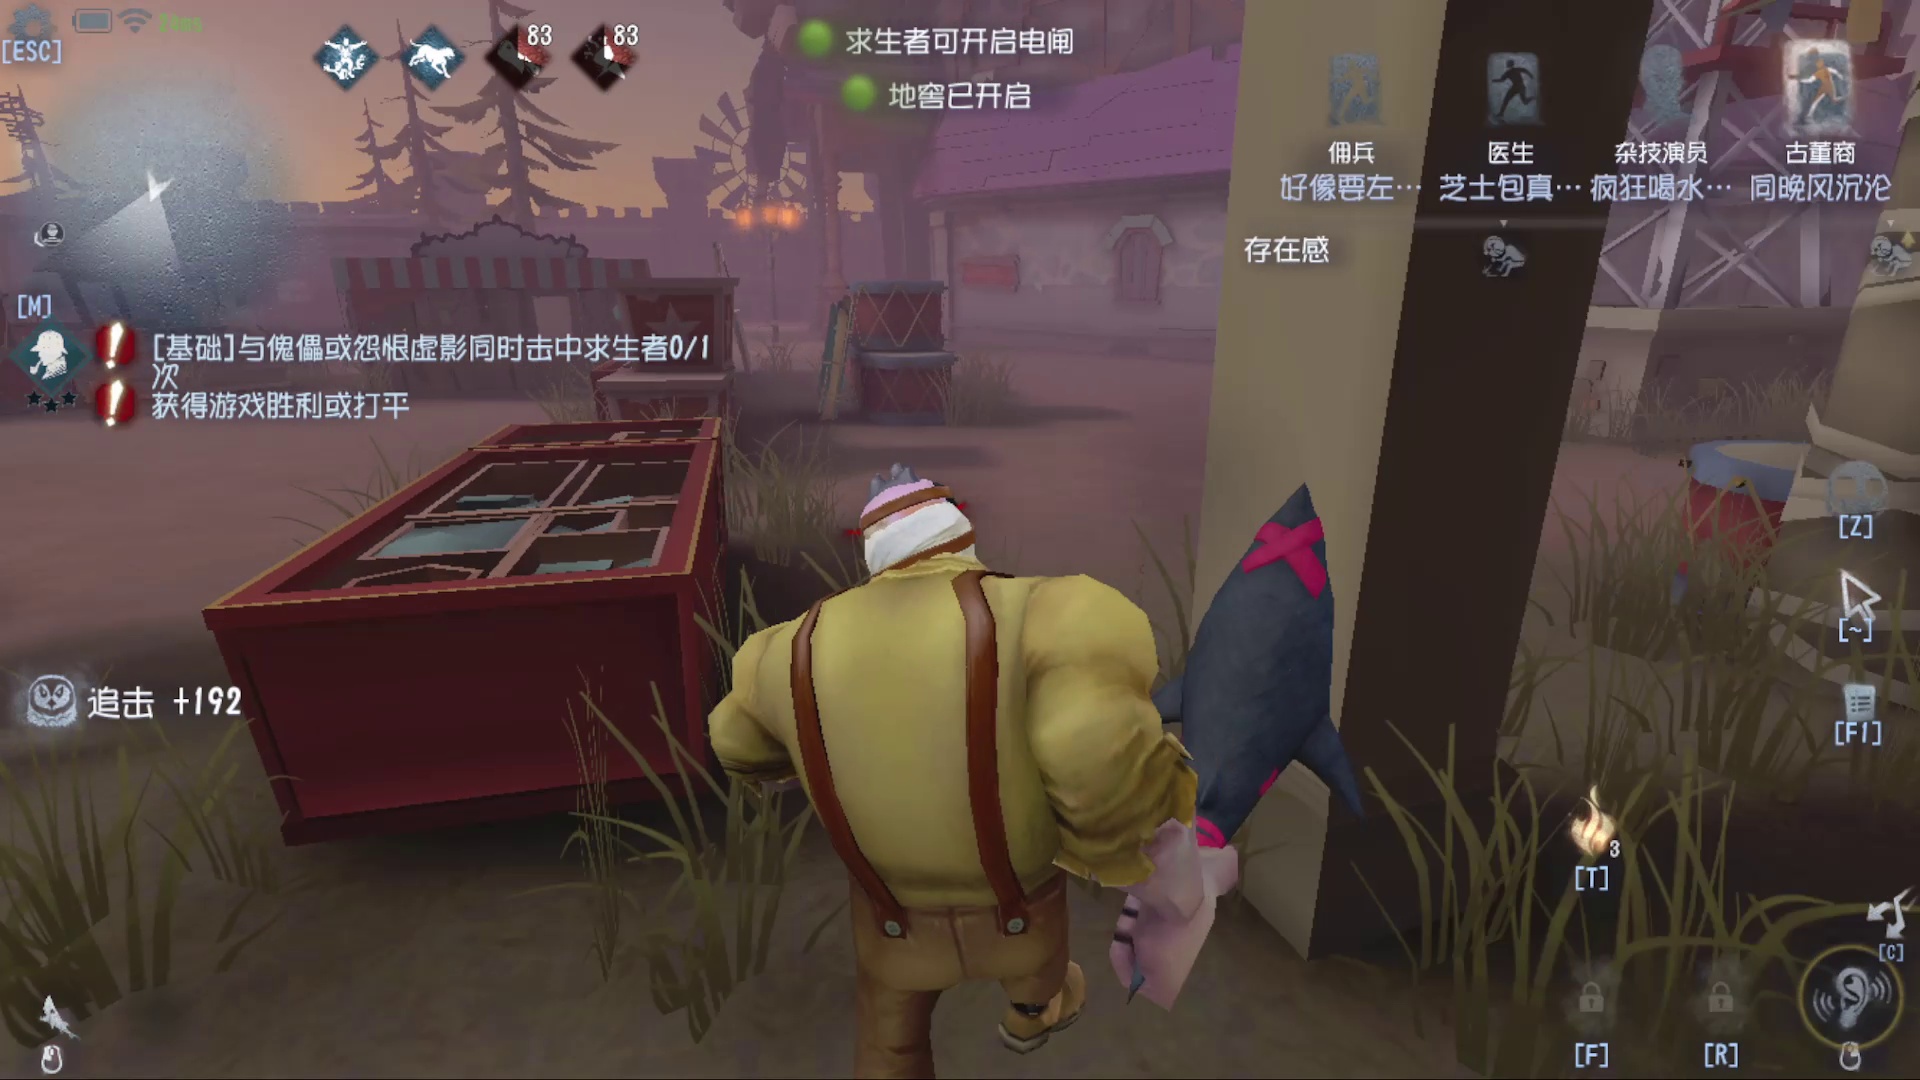 [ESC]
24ms
83
83
求生者可开启电闸
地窖已开启
佣兵
医生
杂技演员
古董商
好像要左…
芝士包真…
疯狂喝水…
同晚风沉沦
存在感
[M]
[基础]与傀儡或怨恨虚影同时击中求生者0/1
次
获得游戏胜利或打平
追击 +192
[Z]
[~]
[F1]
3
[T]
[C]
[F]
[R]